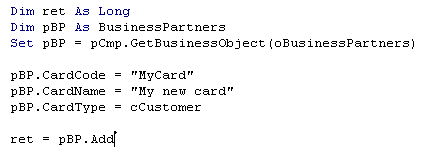 Dim ret As Long
Dim pBP As BusinessPartners
Set pBP = pCmp.GetBusinessObject(oBusinessPartners)
pBP.CardCode = "MyCard"
pBP.CardName = "My new card"
pBP.CardType = cCustomer
ret = pBP.Add